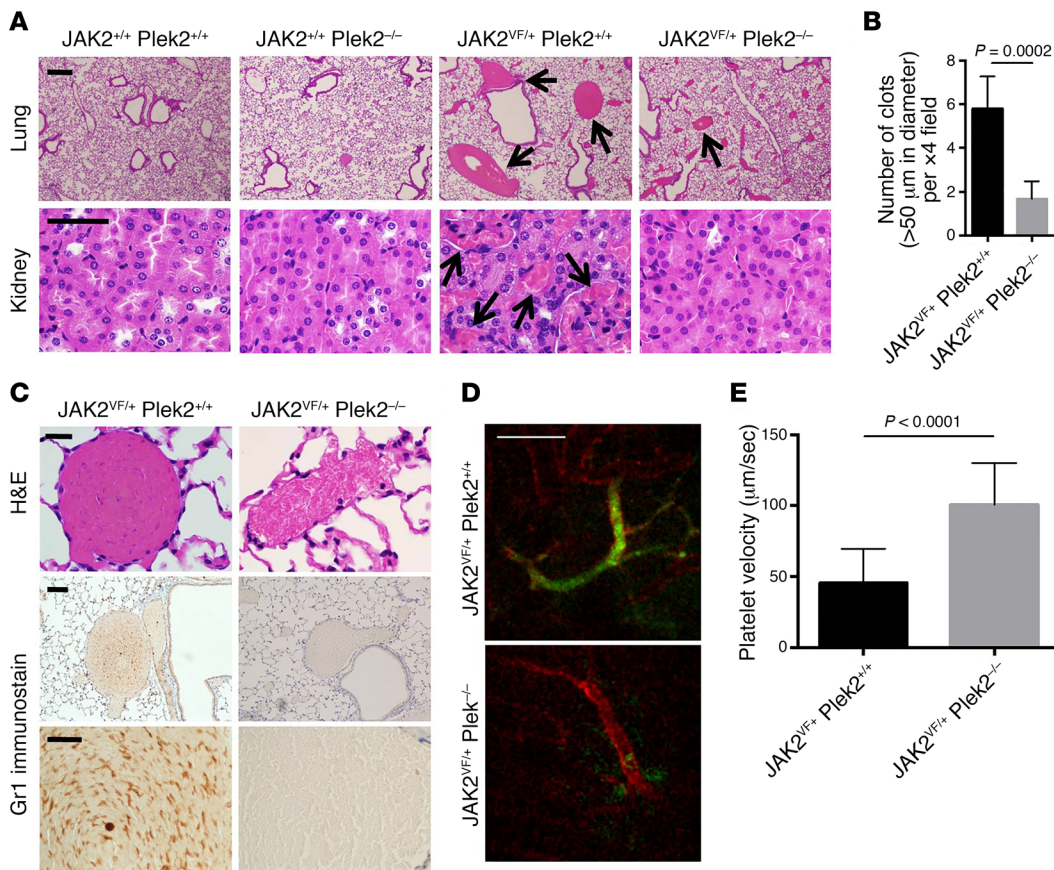 A
JAK2+/+ Plek2+/+
JAK2+/+ Plek2–/–
JAK2VF/+ Plek2+/+
JAK2VF/+ Plek2–/–
Lung
Kidney
B
P = 0.0002
Number of clots
(>50 μm in diameter)
per ×4 field
8
6
4
2
0
JAK2VF/+ Plek2+/+
JAK2VF/+ Plek2–/–
C
JAK2VF/+ Plek2+/+
JAK2VF/+ Plek2–/–
H&E
Gr1 immunostain
D
JAK2VF/+ Plek2+/+
JAK2VF/+ Plek–/–
E
P < 0.0001
Platelet velocity (μm/sec)
150
100
50
0
JAK2VF/+ Plek2+/+
JAK2VF/+ Plek2–/–